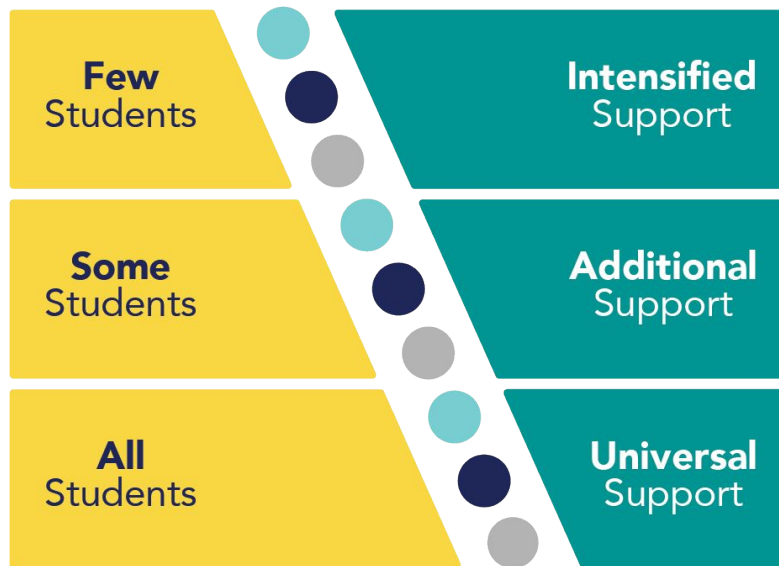 Few
Students
Intensified
Support
Some
Students
Additional
Support
All
Students
Universal
Support